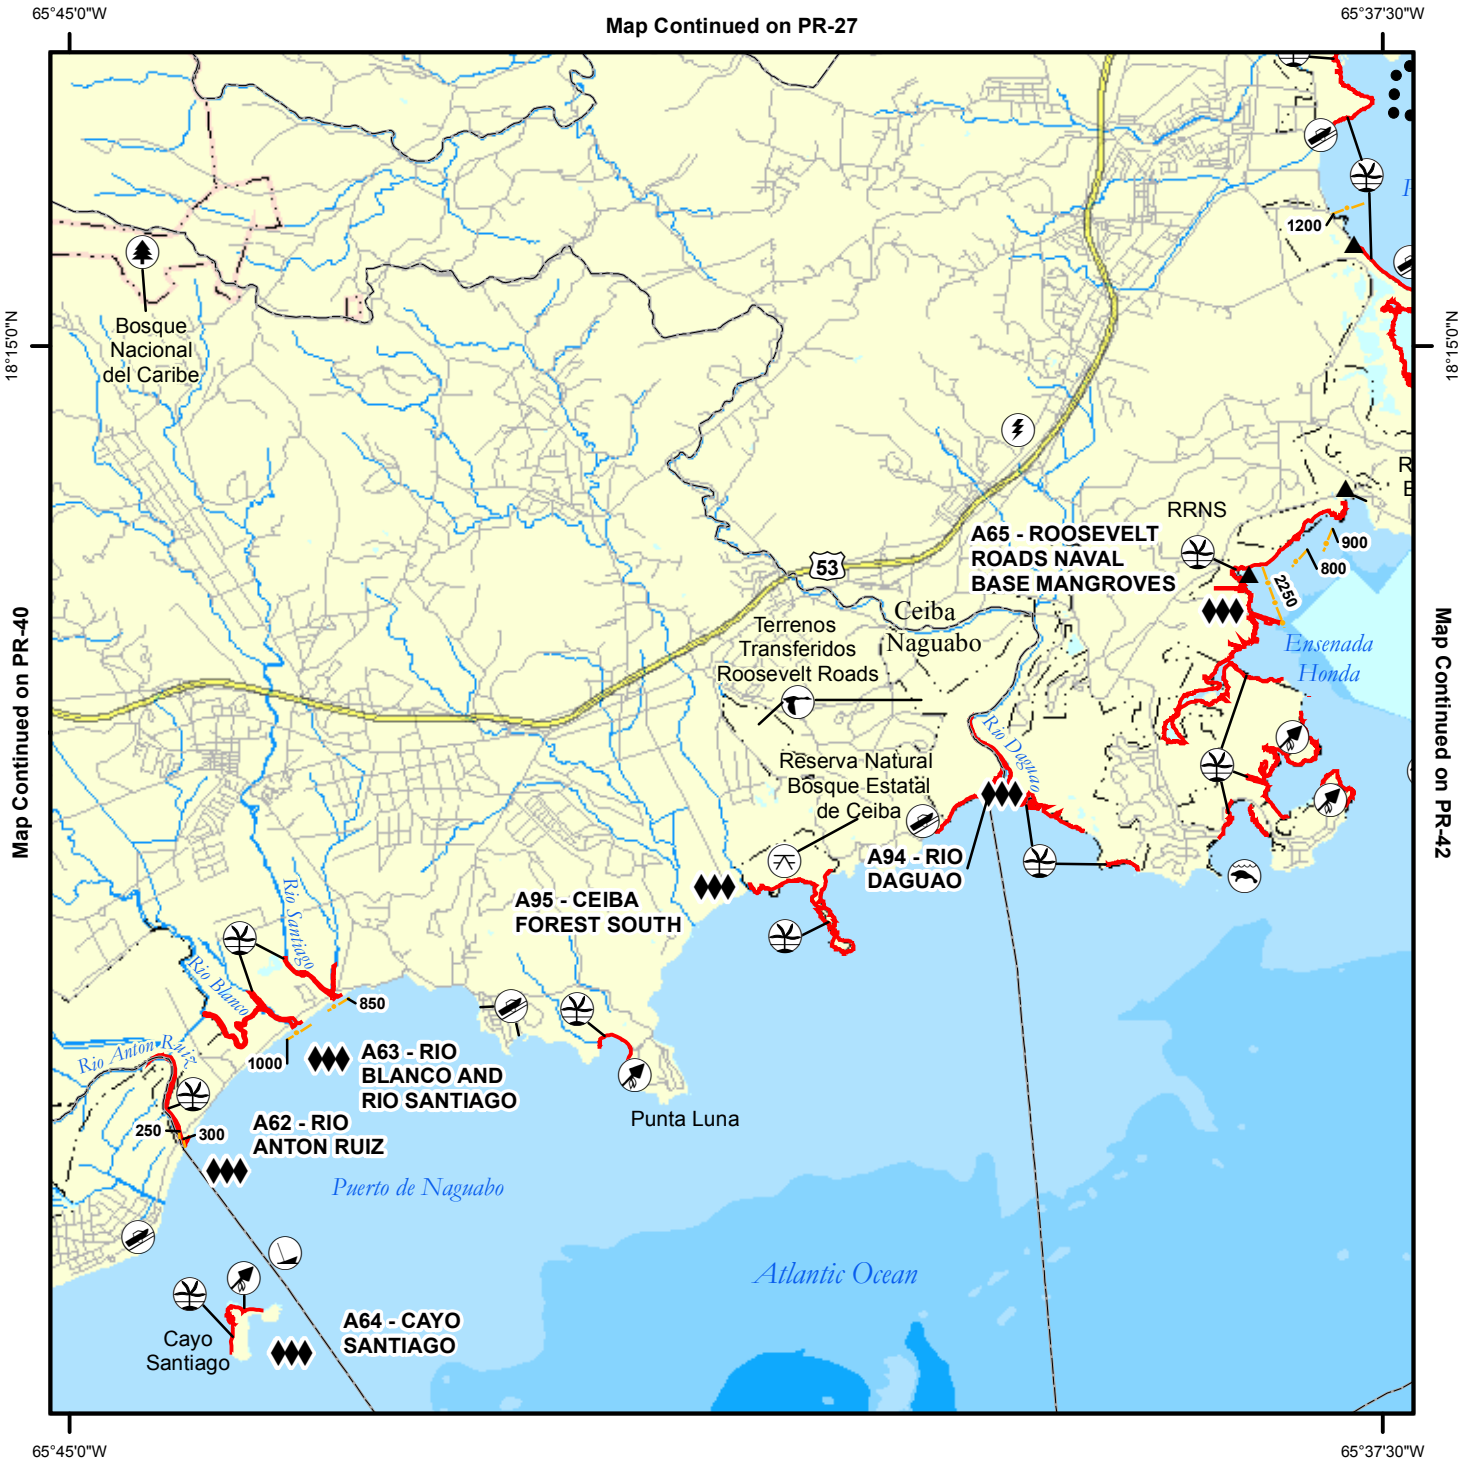 65°45'0"W
Map Continued on PR-27
65°37'30"W
18°15'0"N
18°15'0"N
Map Continued on PR-40
Map Continued on PR-42
1200
Bosque
Nacional
del Caribe
53
RRNS
A65 - ROOSEVELT
ROADS NAVAL
BASE MANGROVES
900
800
2250
Ceiba
Naguabo
Terrenos
Transferidos
Roosevelt Roads
Ensenada
Honda
Rio Daguao
Reserva Natural
Bosque Estatal
de Ceiba
A94 - RIO
DAGUAO
A95 - CEIBA
FOREST SOUTH
Rio Santiago
Rio Blanco
850
1000
Rio Anton Ruiz
A63 - RIO
BLANCO AND
RIO SANTIAGO
A62 - RIO
ANTON RUIZ
250
300
Punta Luna
Puerto de Naguabo
Atlantic Ocean
A64 - CAYO
SANTIAGO
Cayo
Santiago
65°45'0"W
65°37'30"W